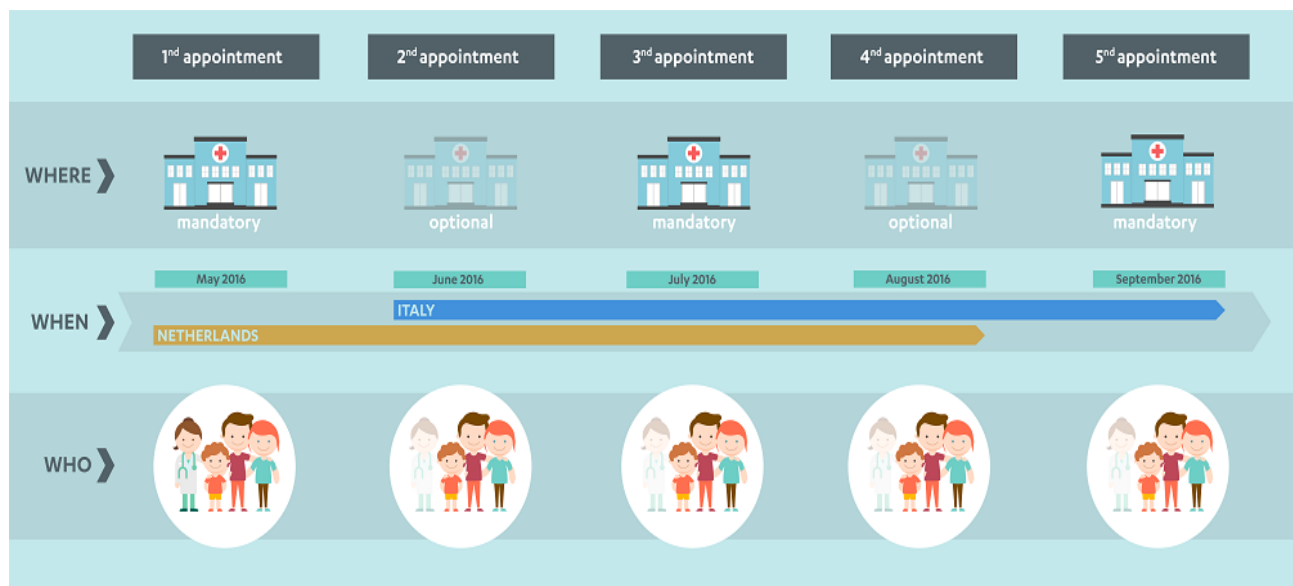 1nd appointment
2nd appointment
3nd appointment
4nd appointment
5nd appointment
WHERE
mandatory
optional
mandatory
optional
mandatory
May 2016
June 2016
July 2016
August 2016
September 2016
WHEN
ITALY
NETHERLANDS
WHO